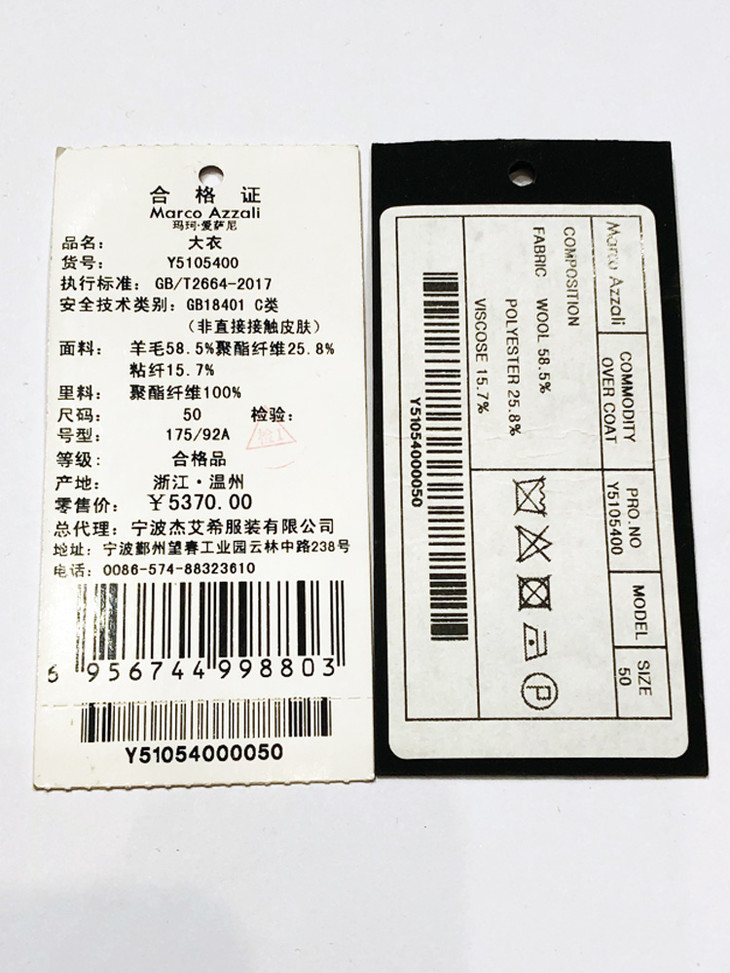 合格证
Marco Azzali
玛珂·爱萨尼
品名: 大衣
货号: Y5105400
执行标准: GB/T2664-2017
安全技术类别: GB18401 C类
(非直接接触皮肤)
面料: 羊毛58.5%聚酯纤维25.8%
粘纤15.7%
里料: 聚酯纤维100%
尺码: 50 检验:
号型: 175/92A
等级: 合格品
产地: 浙江·温州
零售价: ¥5370.00
总代理: 宁波杰艾希服装有限公司
地址: 宁波鄞州望春工业园云林中路238号
电话: 0086-574-88323610
6 956744 998803
Y51054000050
Marco Azzali
COMMODITY
OVER COAT
PRO.NO
Y5105400
MODEL
SIZE
50
COMPOSITION
FABRIC WOOL 58.5%
POLYESTER 25.8%
VISCOSE 15.7%
P
Y51054000050